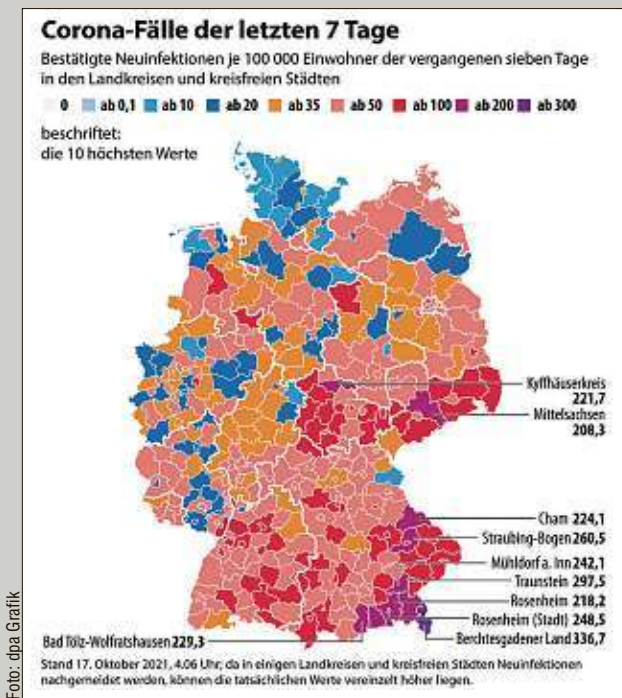 Corona-Fälle der letzten 7 Tage
Bestätigte Neuinfektionen je 100 000 Einwohner der vergangenen sieben Tage
in den Landkreisen und kreisfreien Städten
0 ab 0,1 ab 10 ab 20 ab 35 ab 50 ab 100 ab 200 ab 300
beschriftet:
die 10 höchsten Werte
Kyffhäuserkreis
221,7
Mittelsachsen
208,3
Cham 224,1
Straubing-Bogen 260,5
Mühldorf a. Inn 242,1
Traunstein 297,5
Rosenheim 218,2
Rosenheim (Stadt) 248,5
Berchtesgadener Land 336,7
Bad Tölz-Wolfratshausen 229,3
Stand 17. Oktober 2021, 4.06 Uhr; da in einigen Landkreisen und kreisfreien Städten Neuinfektionen
nachgemeldet werden, können die tatsächlichen Werte vereinzelt höher liegen.
Foto: dpa Grafik